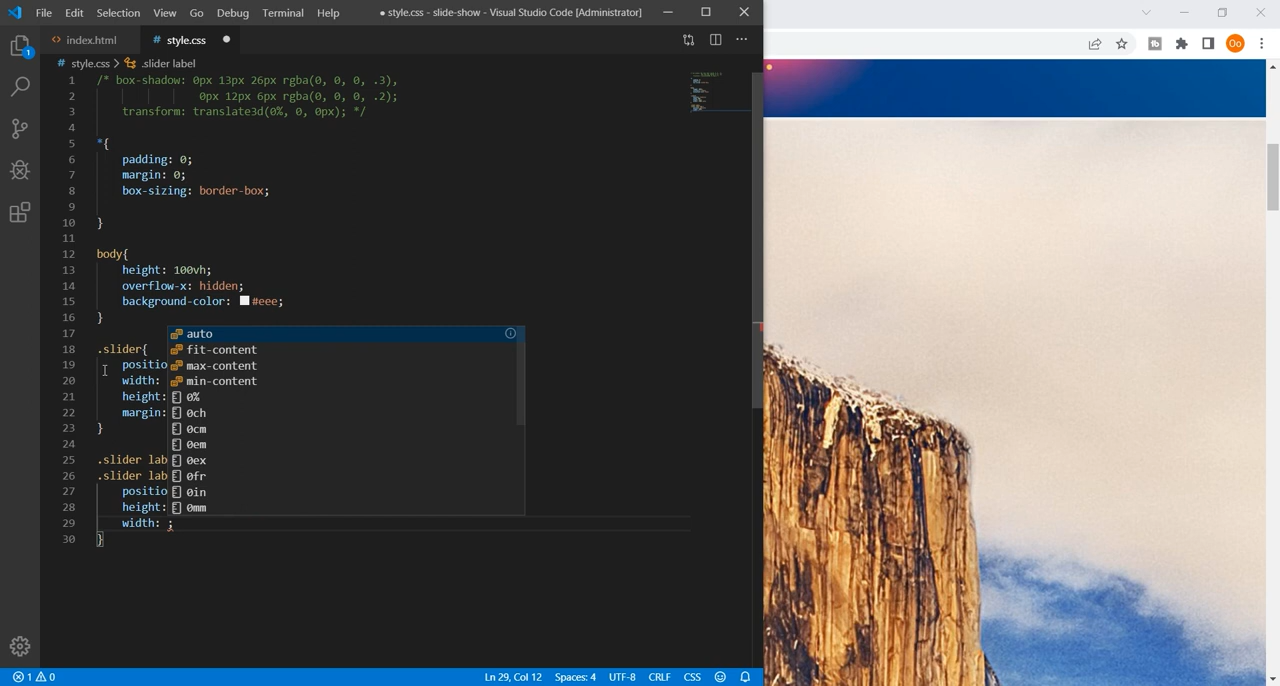 File Edit Selection View Go Debug Terminal Help
● style.css - slide-show - Visual Studio Code [Administrator]
1
index.html
# style.css
# style.css > .slider label
Oo
1 /* box-shadow: 0px 13px 26px rgba(0, 0, 0, .3),
2 0px 12px 6px rgba(0, 0, 0, .2);
3 transform: translate3d(0%, 0, 0px); */
4
5 *{
6 padding: 0;
7 margin: 0;
8 box-sizing: border-box;
9
10 }
11
12 body{
13 height: 100vh;
14 overflow-x: hidden;
15 background-color: #eee;
16 }
17
18 .slider{
19 positio
20 width:
21 height:
22 margin:
23 }
24
25 .slider lab
26 .slider lab
27 positio
28 height:
29 width: ;
30 }
auto
fit-content
max-content
min-content
0%
0ch
0cm
0em
0ex
0fr
0in
0mm
1 0
Ln 29, Col 12 Spaces: 4 UTF-8 CRLF CSS